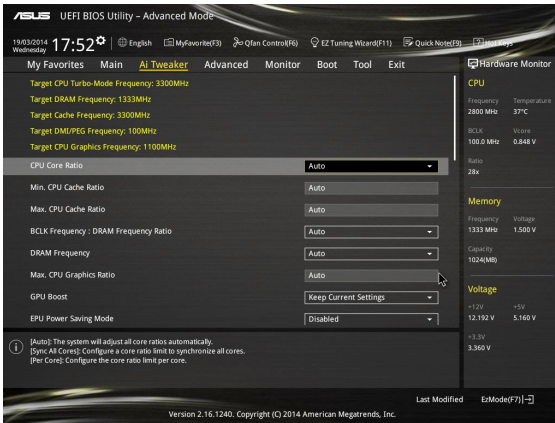 ASUS UEFI BIOS Utility – Advanced Mode
19/03/2014 Wednesday 17:52 English MyFavorite(F3) Qfan Control(F6) EZ Tuning Wizard(F11) Quick Note(F9) Hot Keys
My Favorites Main Ai Tweaker Advanced Monitor Boot Tool Exit
Target CPU Turbo-Mode Frequency: 3300MHz
Target DRAM Frequency: 1333MHz
Target Cache Frequency: 3300MHz
Target DMI/PEG Frequency: 100MHz
Target CPU Graphics Frequency: 1100MHz
CPU Core Ratio Auto
Min. CPU Cache Ratio Auto
Max. CPU Cache Ratio Auto
BCLK Frequency : DRAM Frequency Ratio Auto
DRAM Frequency Auto
Max. CPU Graphics Ratio Auto
GPU Boost Keep Current Settings
EPU Power Saving Mode Disabled
[Auto]: The system will adjust all core ratios automatically.
[Sync All Cores]: Configure a core ratio limit to synchronize all cores.
[Per Core]: Configure the core ratio limit per core.
Hardware Monitor
CPU
Frequency Temperature
2800 MHz 37°C
BCLK Vcore
100.0 MHz 0.848 V
Ratio
28x
Memory
Frequency Voltage
1333 MHz 1.500 V
Capacity
1024(MB)
Voltage
+12V +5V
12.192 V 5.160 V
+3.3V
3.360 V
Last Modified EzMode(F7)
Version 2.16.1240. Copyright (C) 2014 American Megatrends, Inc.